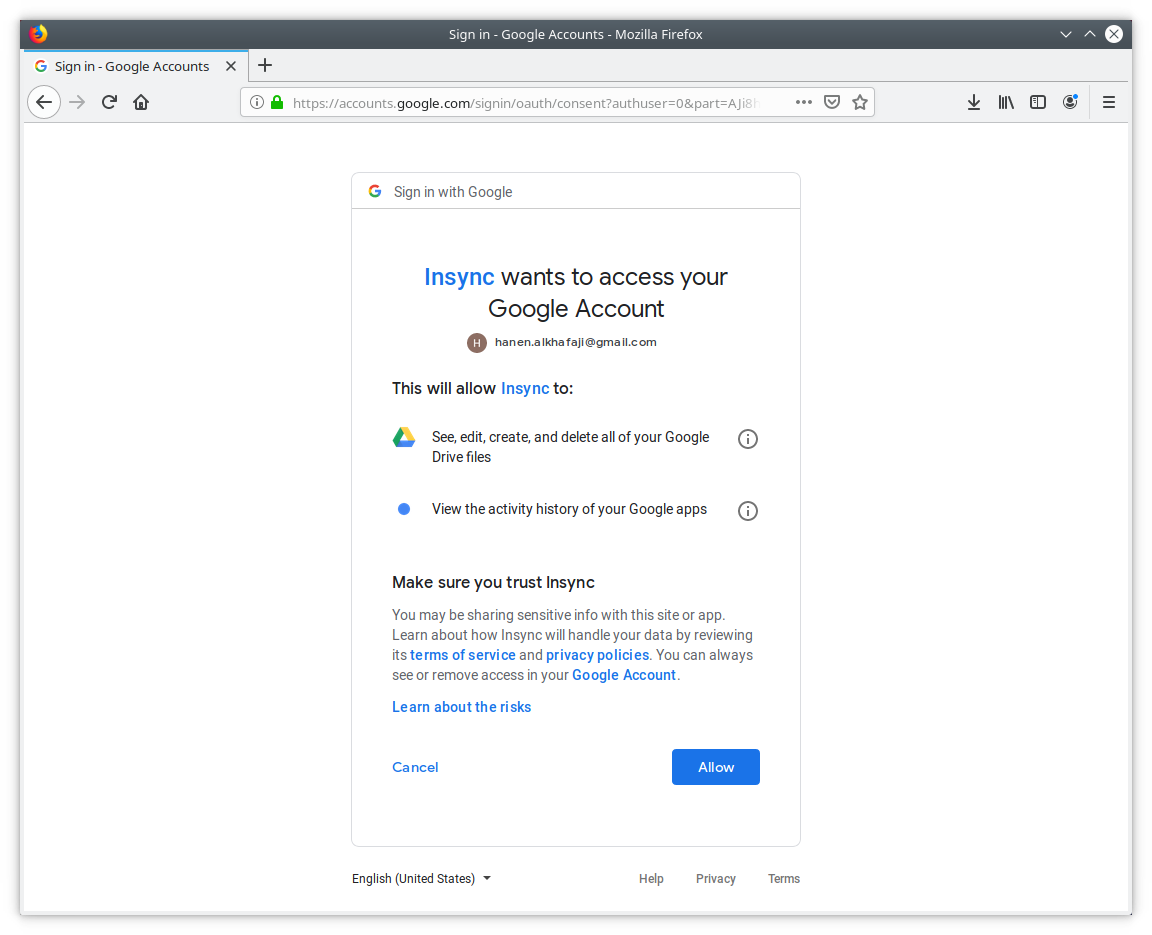 Sign in - Google Accounts - Mozilla Firefox
Sign in - Google Accounts
https://accounts.google.com/signin/oauth/consent?authuser=0&part=AJi8h
Sign in with Google
Insync wants to access your
Google Account
H hanen.alkhafaji@gmail.com
This will allow Insync to:
See, edit, create, and delete all of your Google
Drive files
View the activity history of your Google apps
Make sure you trust Insync
You may be sharing sensitive info with this site or app.
Learn about how Insync will handle your data by reviewing
its terms of service and privacy policies. You can always
see or remove access in your Google Account.
Learn about the risks
Cancel Allow
English (United States) Help Privacy Terms